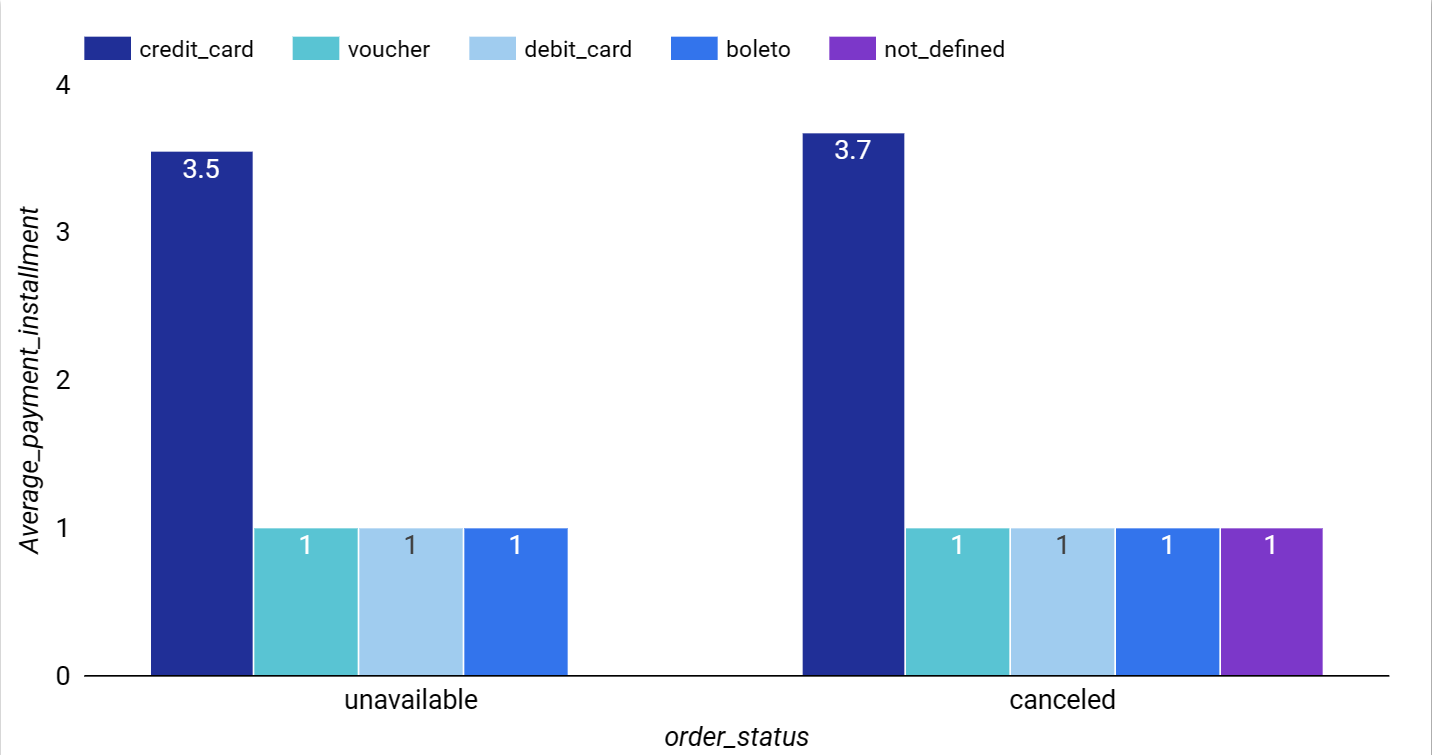 credit_card voucher debit_card boleto not_defined
4
3.5 3.7
3
2
1
1 1 1 1 1 1 1
0
unavailable canceled
order_status
Average_payment_installment